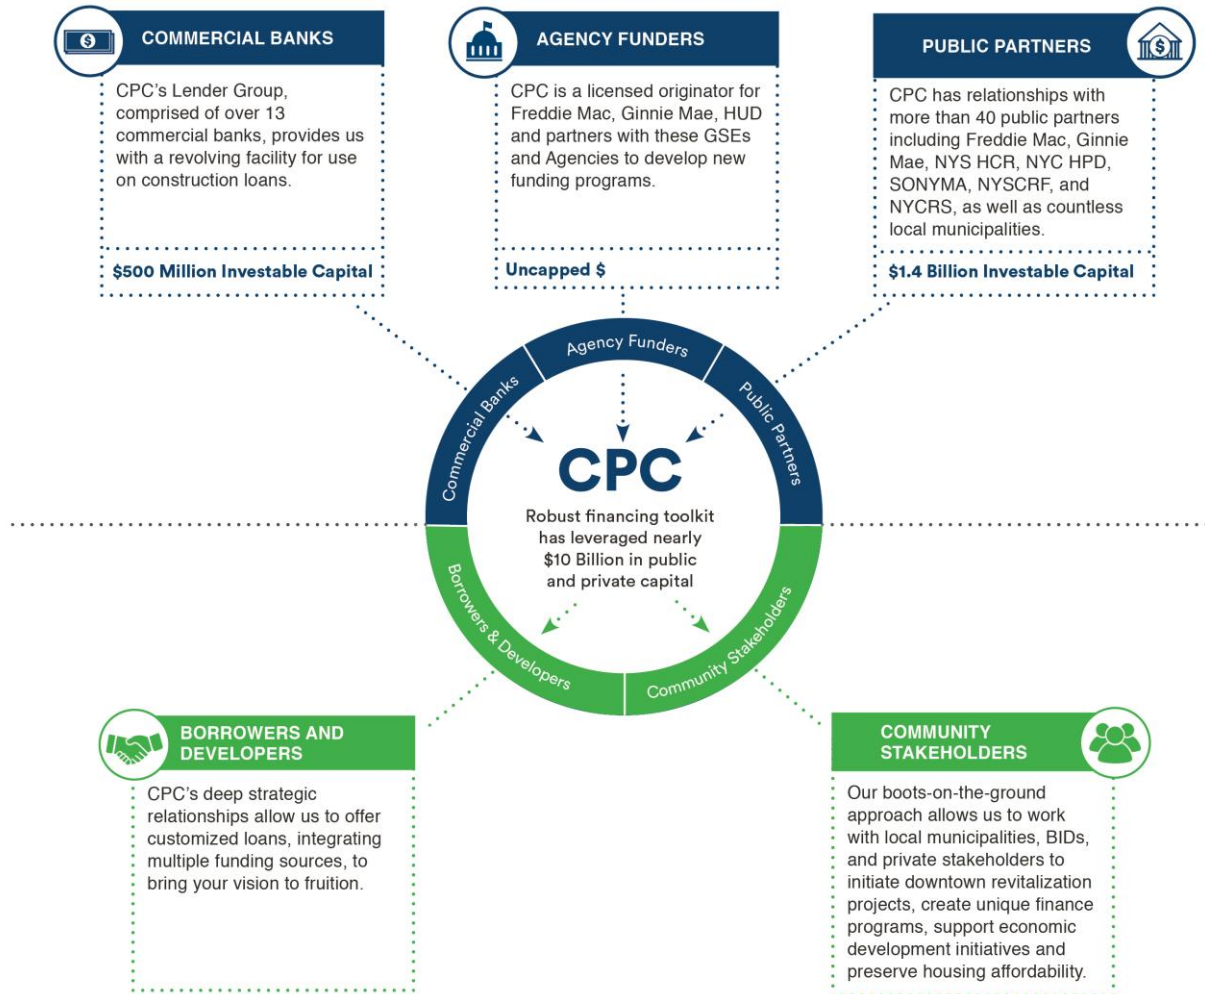 COMMERCIAL BANKS
CPC's Lender Group,
comprised of over 13
commercial banks, provides us
with a revolving facility for use
on construction loans.
$500 Million Investable Capital
AGENCY FUNDERS
CPC is a licensed originator for
Freddie Mac, Ginnie Mae, HUD
and partners with these GSEs
and Agencies to develop new
funding programs.
Uncapped $
PUBLIC PARTNERS
CPC has relationships with
more than 40 public partners
including Freddie Mac, Ginnie
Mae, NYS HCR, NYC HPD,
SONYMA, NYSCRF, and
NYCRS, as well as countless
local municipalities.
$1.4 Billion Investable Capital
Commercial Banks
Agency Funders
Public Partners
CPC
Robust financing toolkit
has leveraged nearly
$10 Billion in public
and private capital
Borrowers & Developers
Community Stakeholders
BORROWERS AND
DEVELOPERS
CPC's deep strategic
relationships allow us to offer
customized loans, integrating
multiple funding sources, to
bring your vision to fruition.
COMMUNITY
STAKEHOLDERS
Our boots-on-the-ground
approach allows us to work
with local municipalities, BIDs,
and private stakeholders to
initiate downtown revitalization
projects, create unique finance
programs, support economic
development initiatives and
preserve housing affordability.